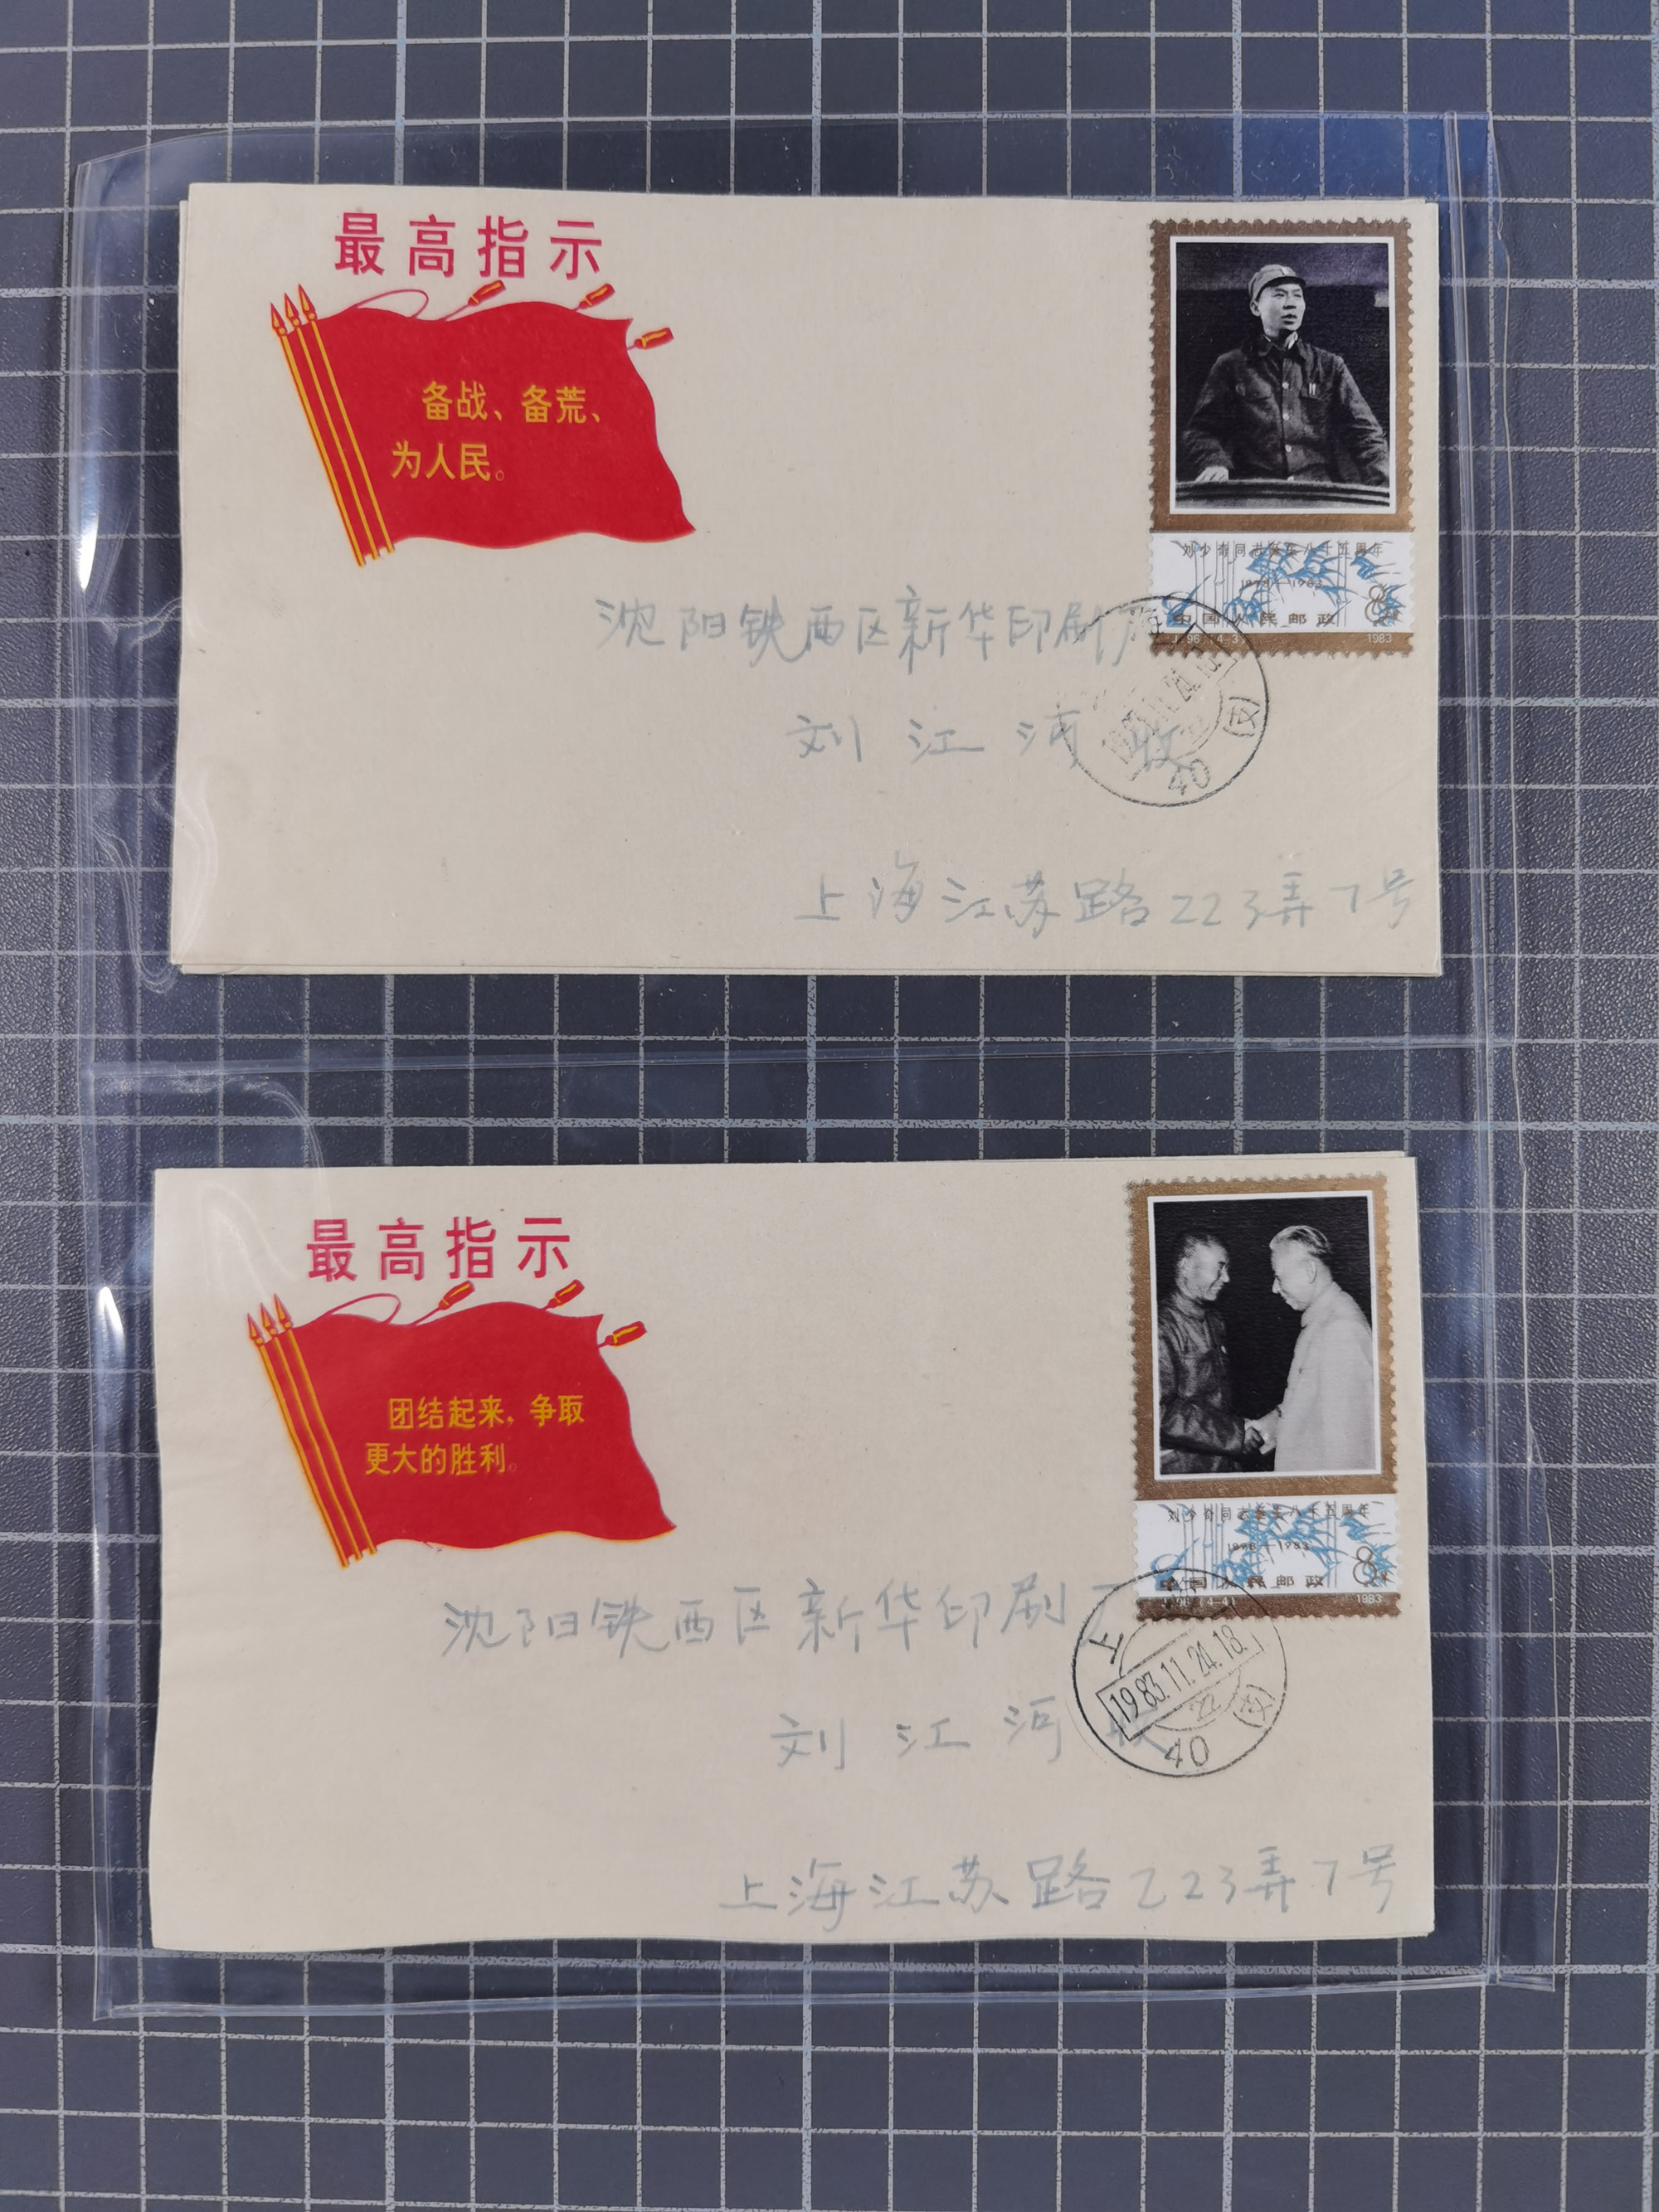 最高指示
备战、备荒、
为人民。
刘少奇同志诞生八十五周年
1898—1983
中国人民邮政
8分
J.96.(4-3)
1983
沈阳铁西区新华印刷厂
刘江河 收
40
上海江苏路223弄7号
最高指示
团结起来，争取
更大的胜利。
刘少奇同志诞生八十五周年
1898—1983
中国人民邮政
8分
J.96.(4-4)
1983
沈阳铁西区新华印刷厂
上
1983.11.24.18.
40
刘江河 收
上海江苏路223弄7号